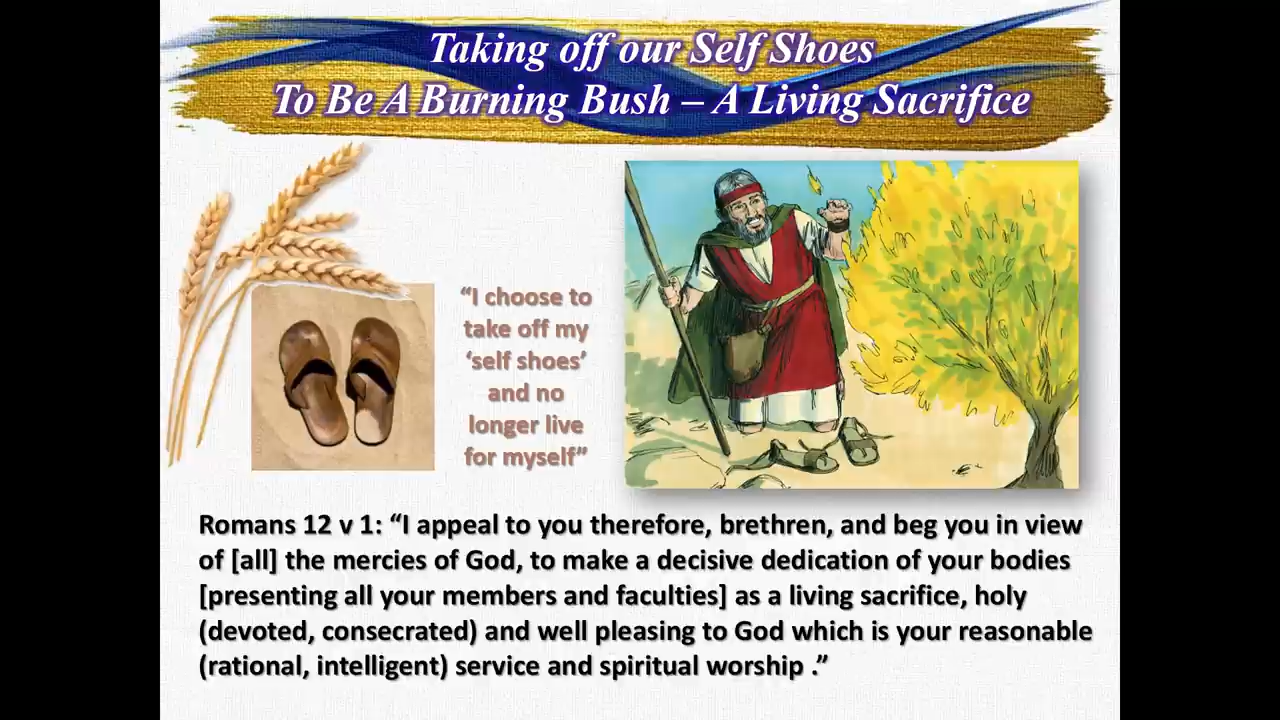 Taking off our Self Shoes
To Be A Burning Bush – A Living Sacrifice
“I choose to
take off my
‘self shoes’
and no
longer live
for myself”
Romans 12 v 1: “I appeal to you therefore, brethren, and beg you in view
of [all] the mercies of God, to make a decisive dedication of your bodies
[presenting all your members and faculties] as a living sacrifice, holy
(devoted, consecrated) and well pleasing to God which is your reasonable
(rational, intelligent) service and spiritual worship .”